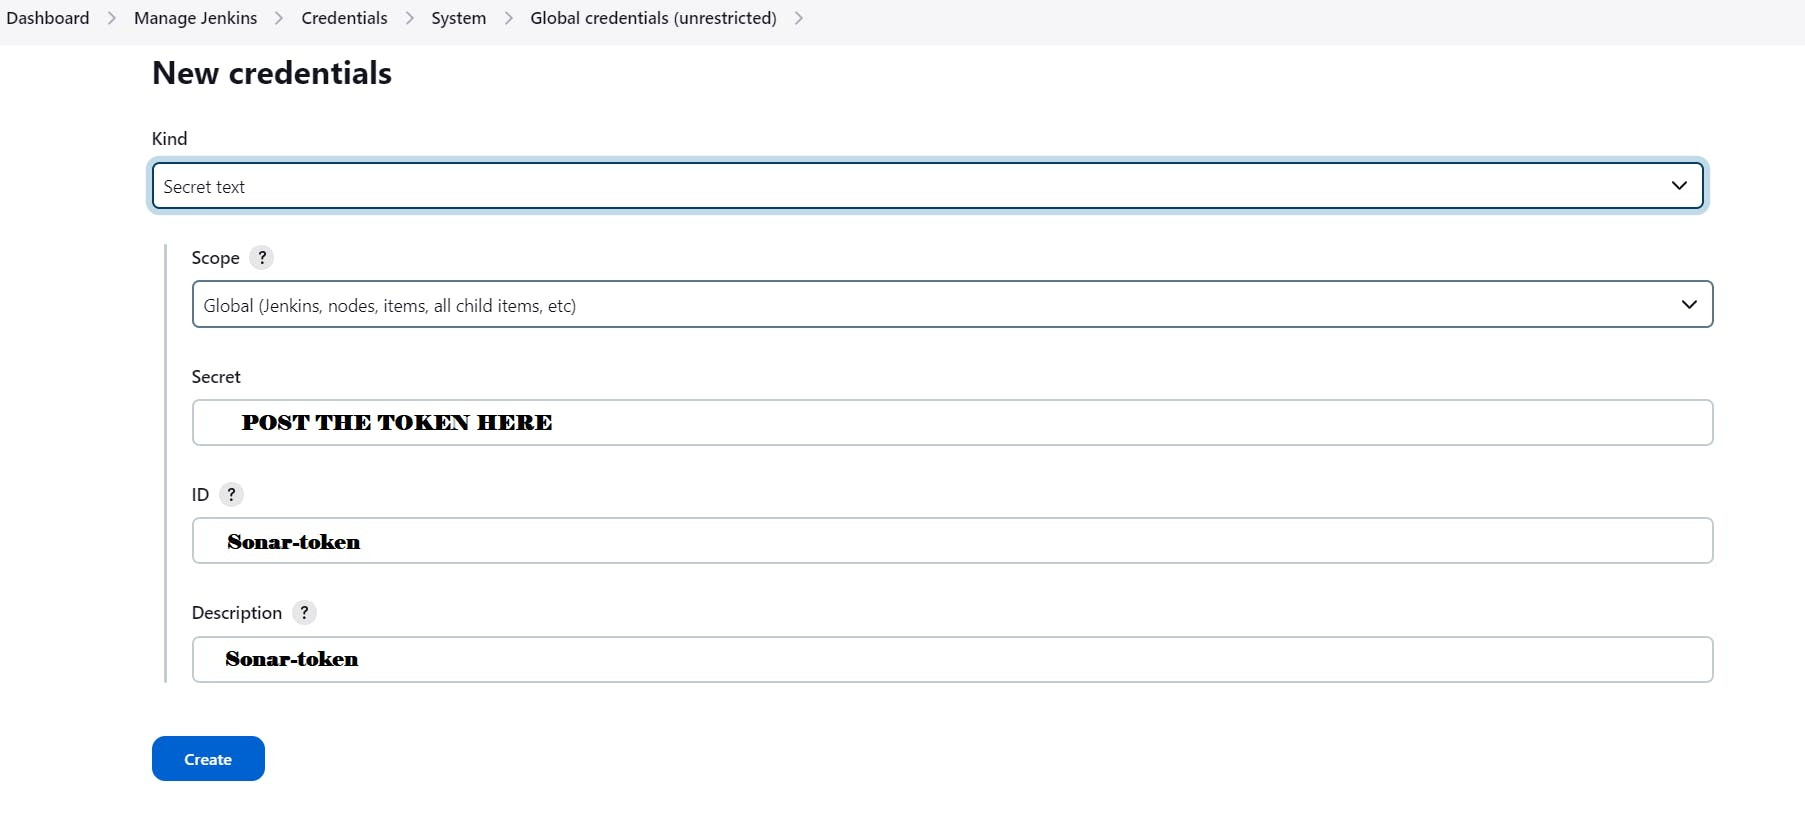 Dashboard > Manage Jenkins > Credentials > System > Global credentials (unrestricted) >
New credentials
Kind
Secret text
Scope ?
Global (Jenkins, nodes, items, all child items, etc)
Secret
POST THE TOKEN HERE
ID ?
Sonar-token
Description ?
Sonar-token
Create